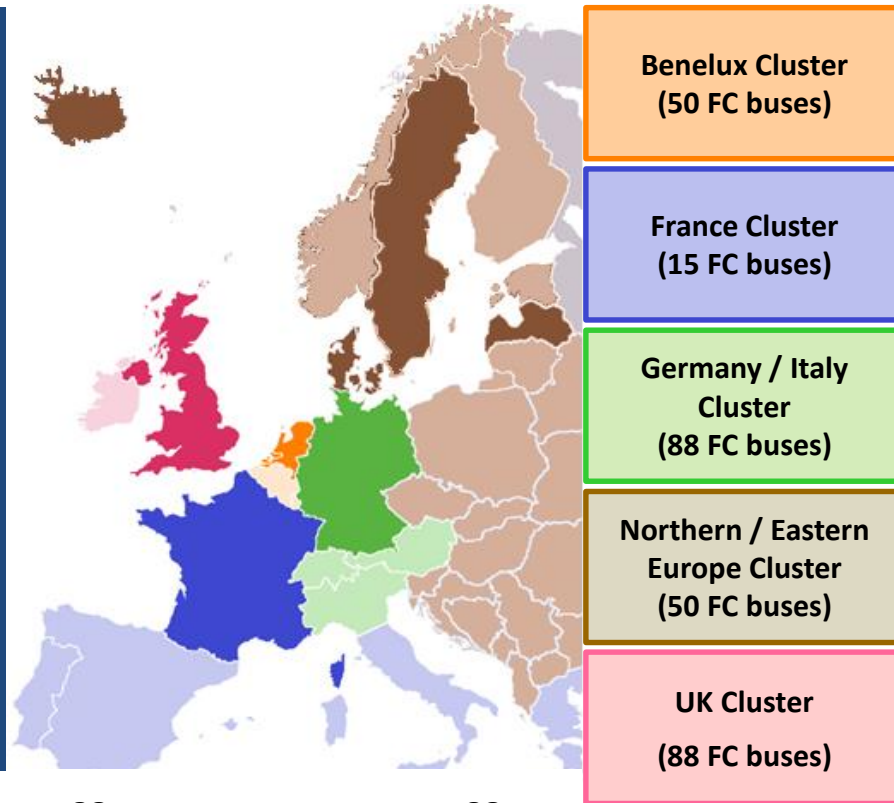 Benelux Cluster
(50 FC buses)
France Cluster
(15 FC buses)
Germany / Italy
Cluster
(88 FC buses)
Northern / Eastern
Europe Cluster
(50 FC buses)
UK Cluster
(88 FC buses)